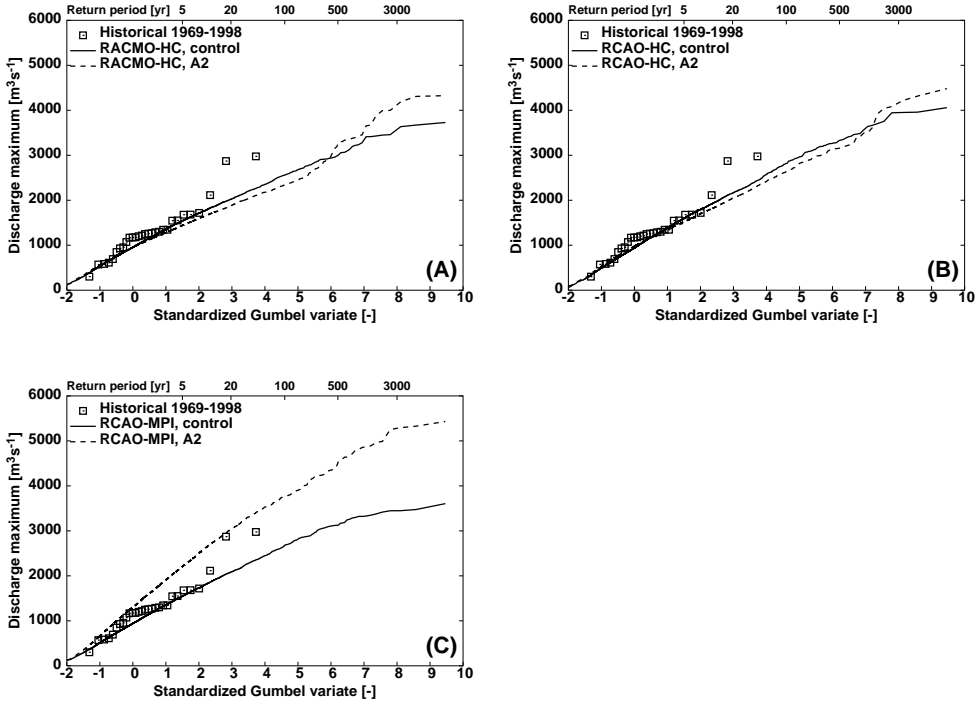 Return period [yr] 5 20 100 500 3000
6000
5000
4000
3000
2000
1000
0
Discharge maximum [m³s⁻¹]
Historical 1969-1998
RACMO-HC, control
RACMO-HC, A2
(A)
-2 -1 0 1 2 3 4 5 6 7 8 9 10
Standardized Gumbel variate [-]
Return period [yr] 5 20 100 500 3000
6000
5000
4000
3000
2000
1000
0
Discharge maximum [m³s⁻¹]
Historical 1969-1998
RCAO-HC, control
RCAO-HC, A2
(B)
-2 -1 0 1 2 3 4 5 6 7 8 9 10
Standardized Gumbel variate [-]
Return period [yr] 5 20 100 500 3000
6000
5000
4000
3000
2000
1000
0
Discharge maximum [m³s⁻¹]
Historical 1969-1998
RCAO-MPI, control
RCAO-MPI, A2
(C)
-2 -1 0 1 2 3 4 5 6 7 8 9 10
Standardized Gumbel variate [-]